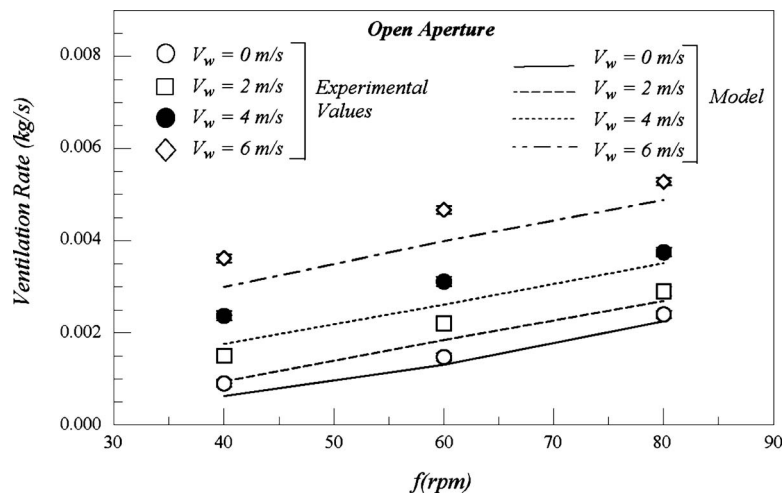 Open Aperture
V_w = 0 m/s
V_w = 2 m/s
V_w = 4 m/s
V_w = 6 m/s
Experimental
Values
V_w = 0 m/s
V_w = 2 m/s
V_w = 4 m/s
V_w = 6 m/s
Model
Ventilation Rate (kg/s)
0.008
0.006
0.004
0.002
0.000
30
40
50
60
70
80
90
f(rpm)